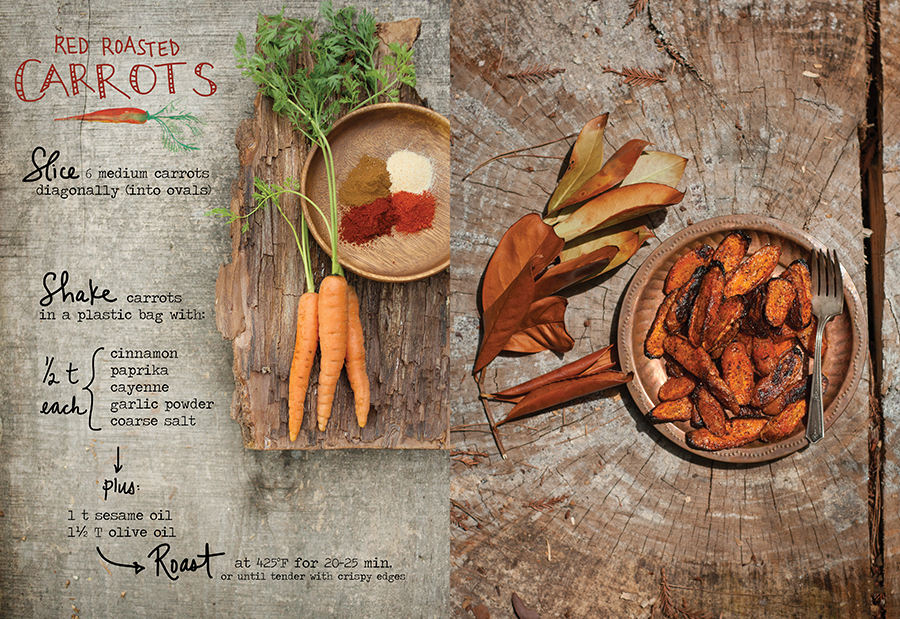 RED ROASTED
CARROTS
Slice 6 medium carrots
diagonally (into ovals)
Shake carrots
in a plastic bag with:
½ t
each
cinnamon
paprika
cayenne
garlic powder
coarse salt
plus:
1 t sesame oil
1½ T olive oil
Roast at 425°F for 20-25 min.
or until tender with crispy edges